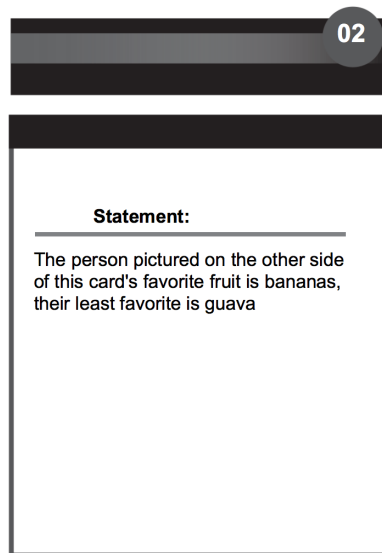 02
Statement:
The person pictured on the other side
of this card's favorite fruit is bananas,
their least favorite is guava